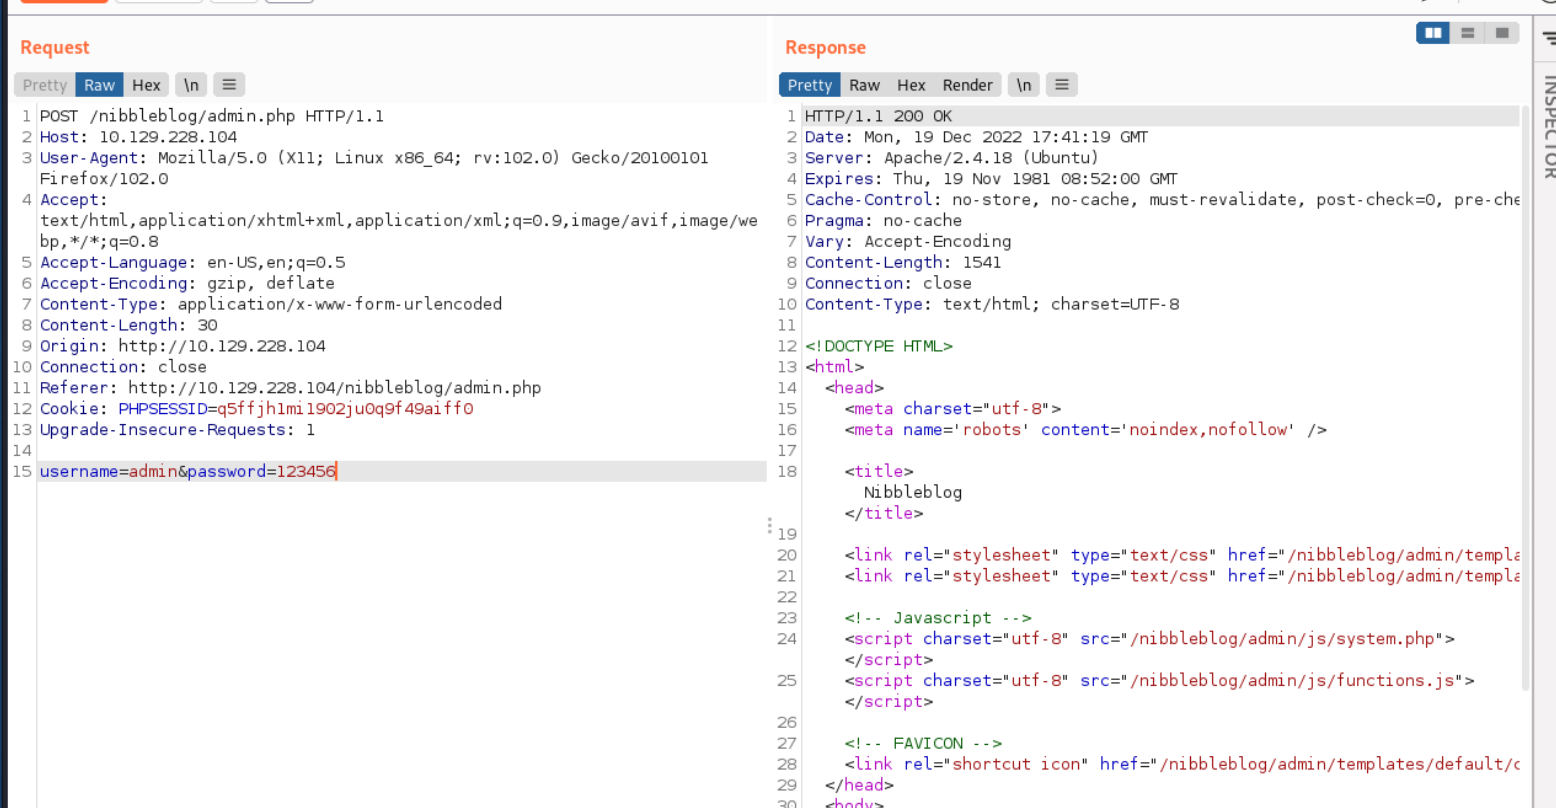 Request
Pretty Raw Hex \n
1 POST /nibbleblog/admin.php HTTP/1.1
2 Host: 10.129.228.104
3 User-Agent: Mozilla/5.0 (X11; Linux x86_64; rv:102.0) Gecko/20100101
Firefox/102.0
4 Accept:
text/html,application/xhtml+xml,application/xml;q=0.9,image/avif,image/we
bp,*/*;q=0.8
5 Accept-Language: en-US,en;q=0.5
6 Accept-Encoding: gzip, deflate
7 Content-Type: application/x-www-form-urlencoded
8 Content-Length: 30
9 Origin: http://10.129.228.104
10 Connection: close
11 Referer: http://10.129.228.104/nibbleblog/admin.php
12 Cookie: PHPSESSID=q5ffjh1mi1902ju0q9f49aiff0
13 Upgrade-Insecure-Requests: 1
14
15 username=admin&password=123456
Response
Pretty Raw Hex Render \n
1 HTTP/1.1 200 OK
2 Date: Mon, 19 Dec 2022 17:41:19 GMT
3 Server: Apache/2.4.18 (Ubuntu)
4 Expires: Thu, 19 Nov 1981 08:52:00 GMT
5 Cache-Control: no-store, no-cache, must-revalidate, post-check=0, pre-che
6 Pragma: no-cache
7 Vary: Accept-Encoding
8 Content-Length: 1541
9 Connection: close
10 Content-Type: text/html; charset=UTF-8
11
12 <!DOCTYPE HTML>
13 <html>
14 <head>
15 <meta charset="utf-8">
16 <meta name='robots' content='noindex,nofollow' />
17
18 <title>
Nibbleblog
</title>
19
20 <link rel="stylesheet" type="text/css" href="/nibbleblog/admin/templa
21 <link rel="stylesheet" type="text/css" href="/nibbleblog/admin/templa
22
23 <!-- Javascript -->
24 <script charset="utf-8" src="/nibbleblog/admin/js/system.php">
</script>
25 <script charset="utf-8" src="/nibbleblog/admin/js/functions.js">
</script>
26
27 <!-- FAVICON -->
28 <link rel="shortcut icon" href="/nibbleblog/admin/templates/default/c
29 </head>
30 <body>
INSPECTOR